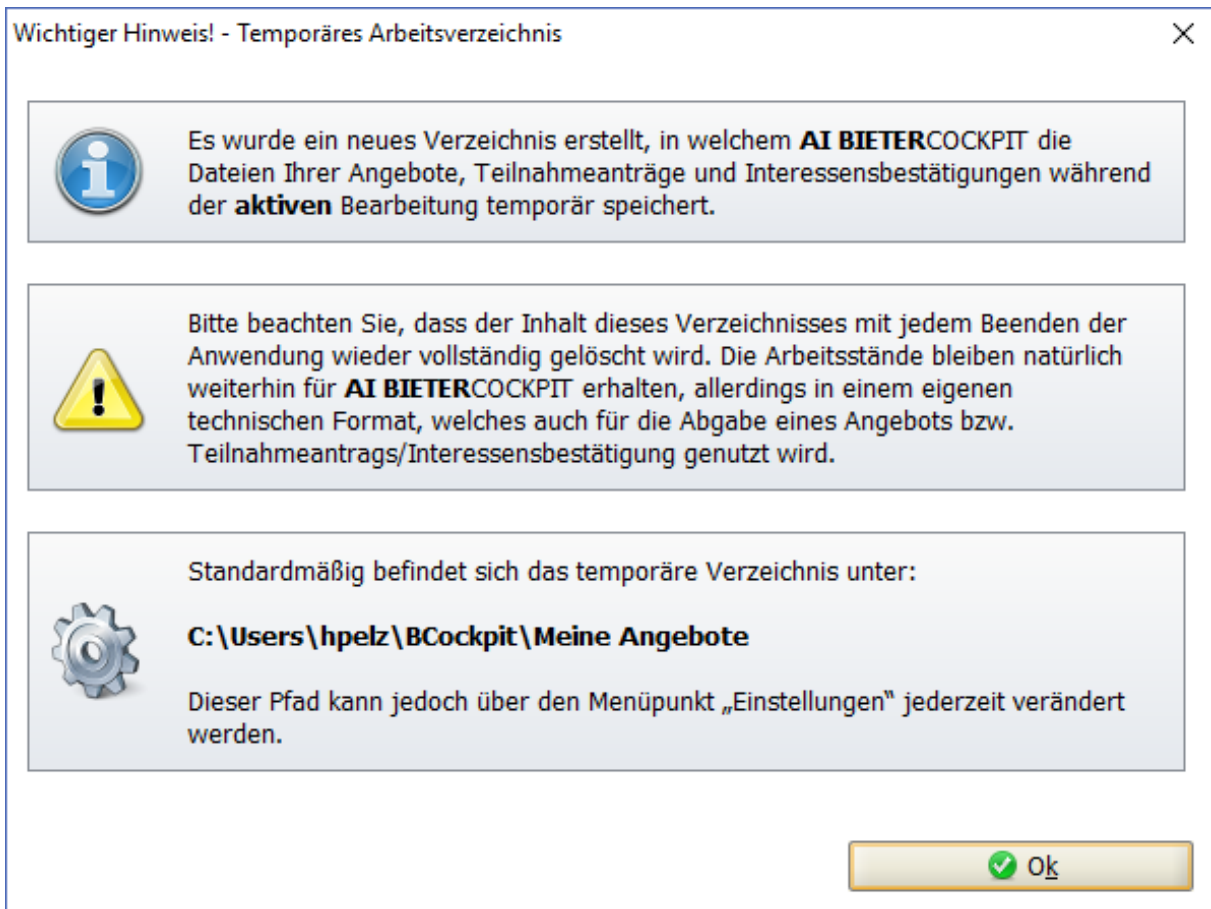 Wichtiger Hinweis! - Temporäres Arbeitsverzeichnis
Es wurde ein neues Verzeichnis erstellt, in welchem AI BIETERCOCKPIT die
Dateien Ihrer Angebote, Teilnahmeanträge und Interessensbestätigungen während
der aktiven Bearbeitung temporär speichert.
Bitte beachten Sie, dass der Inhalt dieses Verzeichnisses mit jedem Beenden der
Anwendung wieder vollständig gelöscht wird. Die Arbeitsstände bleiben natürlich
weiterhin für AI BIETERCOCKPIT erhalten, allerdings in einem eigenen
technischen Format, welches auch für die Abgabe eines Angebots bzw.
Teilnahmeantrags/Interessensbestätigung genutzt wird.
Standardmäßig befindet sich das temporäre Verzeichnis unter:
C:\Users\hpelz\BCockpit\Meine Angebote
Dieser Pfad kann jedoch über den Menüpunkt „Einstellungen“ jederzeit verändert
werden.
Ok